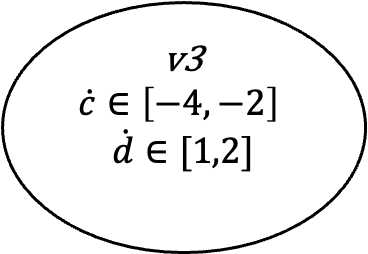 v3
ċ ∈ [−4, −2]
ḋ ∈ [1,2]